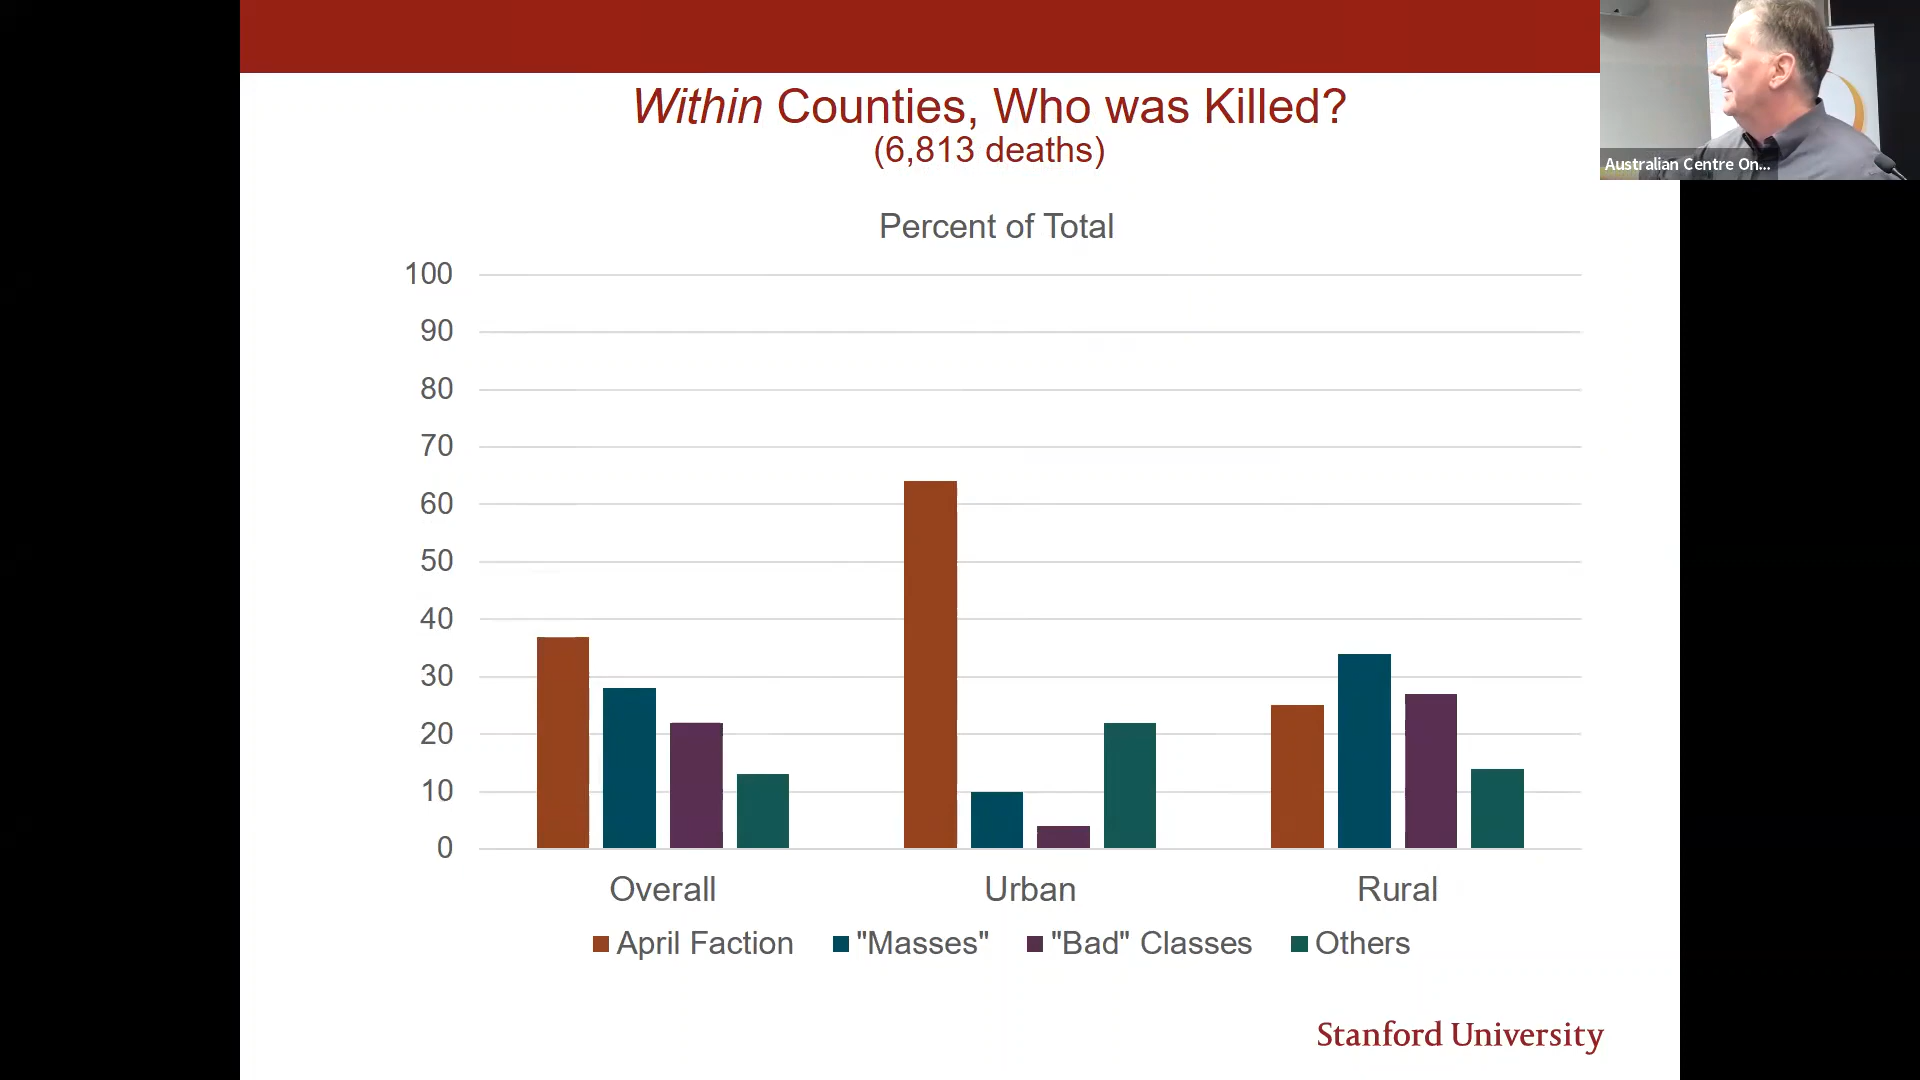 Within Counties, Who was Killed?
(6,813 deaths)
Australian Centre On...
Percent of Total
100
90
80
70
60
50
40
30
20
10
0
Overall Urban Rural
April Faction "Masses" "Bad" Classes Others
Stanford University